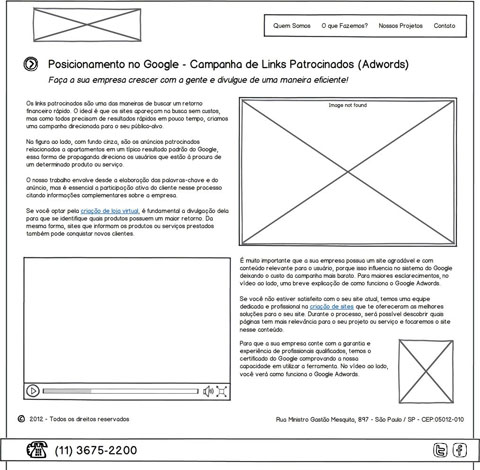 Quem Somos O que Fazemos? Nossos Projetos Contato
Posicionamento no Google - Campanha de Links Patrocinados (Adwords)
Faça a sua empresa crescer com a gente e divulgue de uma maneira eficiente!
Os links patrocinados são uma das maneiras de buscar um retorno
financeiro rápido. O ideal é que os sites apareçam na busca sem custos,
mas como todos precisam de resultados rápidos em pouco tempo, criamos
uma campanha direcionada para o seu público-alvo.
Na figura ao lado, com fundo cinza, são os anúncios patrocinados
relacionados a apartamentos em um típico resultado padrão do Google,
essa forma de propaganda direciona os usuários que estão à procura de
um determinado produto ou serviço.
O nosso trabalho envolve desde a elaboração das palavras-chave e do
anúncio, mas é essencial a participação ativa do cliente nesse processo
citando informações complementares sobre a empresa.
Se você optar pela criação de loja virtual, é fundamental a divulgação dela
para que se identifique quais produtos possuem um maior retorno. Da
mesma forma, sites que informam os produtos ou serviços prestados
também pode conquistar novos clientes.
Image not found
É muito importante que a sua empresa possua um site agradável e com
conteúdo relevante para o usuário, porque isso influencia no sistema do Google
deixando o custo da campanha mais barato. Para maiores esclarecimentos, no
vídeo ao lado, uma breve explicação de como funciona o Google Adwords.
Se você não estiver satisfeito com o seu site atual, temos uma equipe
dedicada e profissional na criação de sites que te oferecerem as melhores
soluções para o seu site. Durante o processo, será possível descobrir quais
páginas tem mais relevância para o seu projeto ou serviço e focaremos o site
nesse conteúdo.
Para que a sua empresa conte com a garantia e
experiência de profissionais qualificados, temos o
certificado do Google comprovando a nossa
capacidade em utilizar a ferramenta. No vídeo ao lado,
você verá como funciona o Google Adwords.
© 2012 - Todos os direitos reservados
Rua Ministro Gastão Mesquita, 897 - São Paulo / SP - CEP:05012-010
(11) 3675-2200